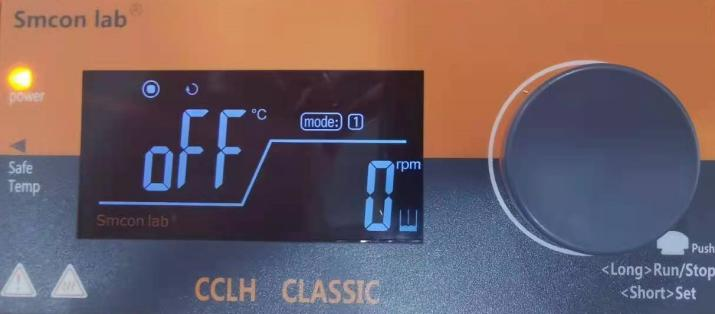 Smcon lab®
power
Safe
Temp
oFF °C
mode: 1
0 rpm
Smcon lab®
CCLH CLASSIC
Push
<Long>Run/Stop
<Short>Set